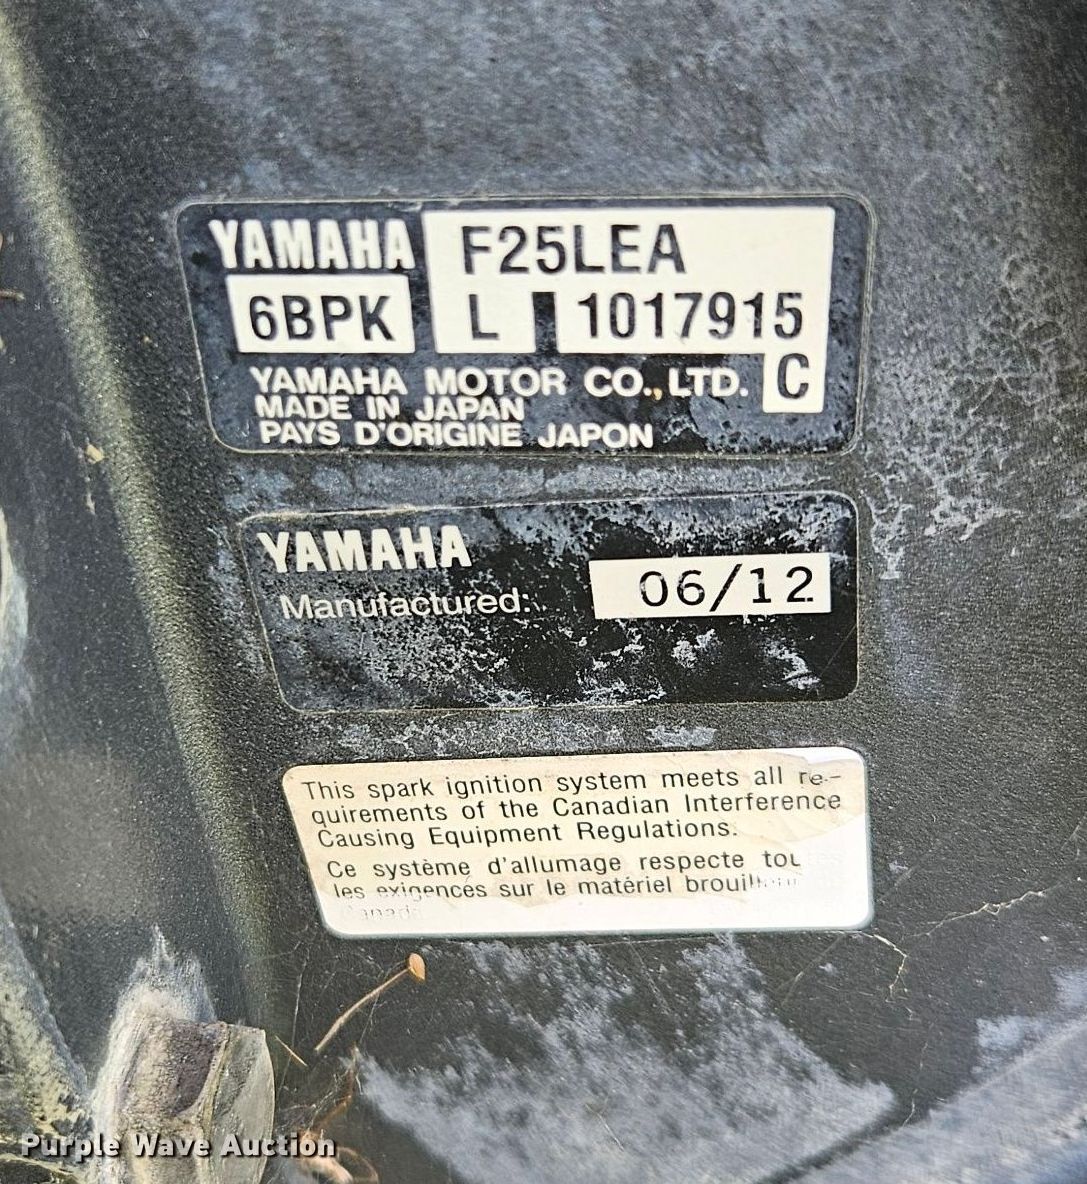 YAMAHA F25LEA
6BPK L 1017915
YAMAHA MOTOR CO., LTD. C
MADE IN JAPAN
PAYS D'ORIGINE JAPON
YAMAHA
Manufactured: 06/12
This spark ignition system meets all re-
quirements of the Canadian Interference
Causing Equipment Regulations.
Ce système d'allumage respecte
les exigences sur le matériel
Canada
Purple Wave Auction